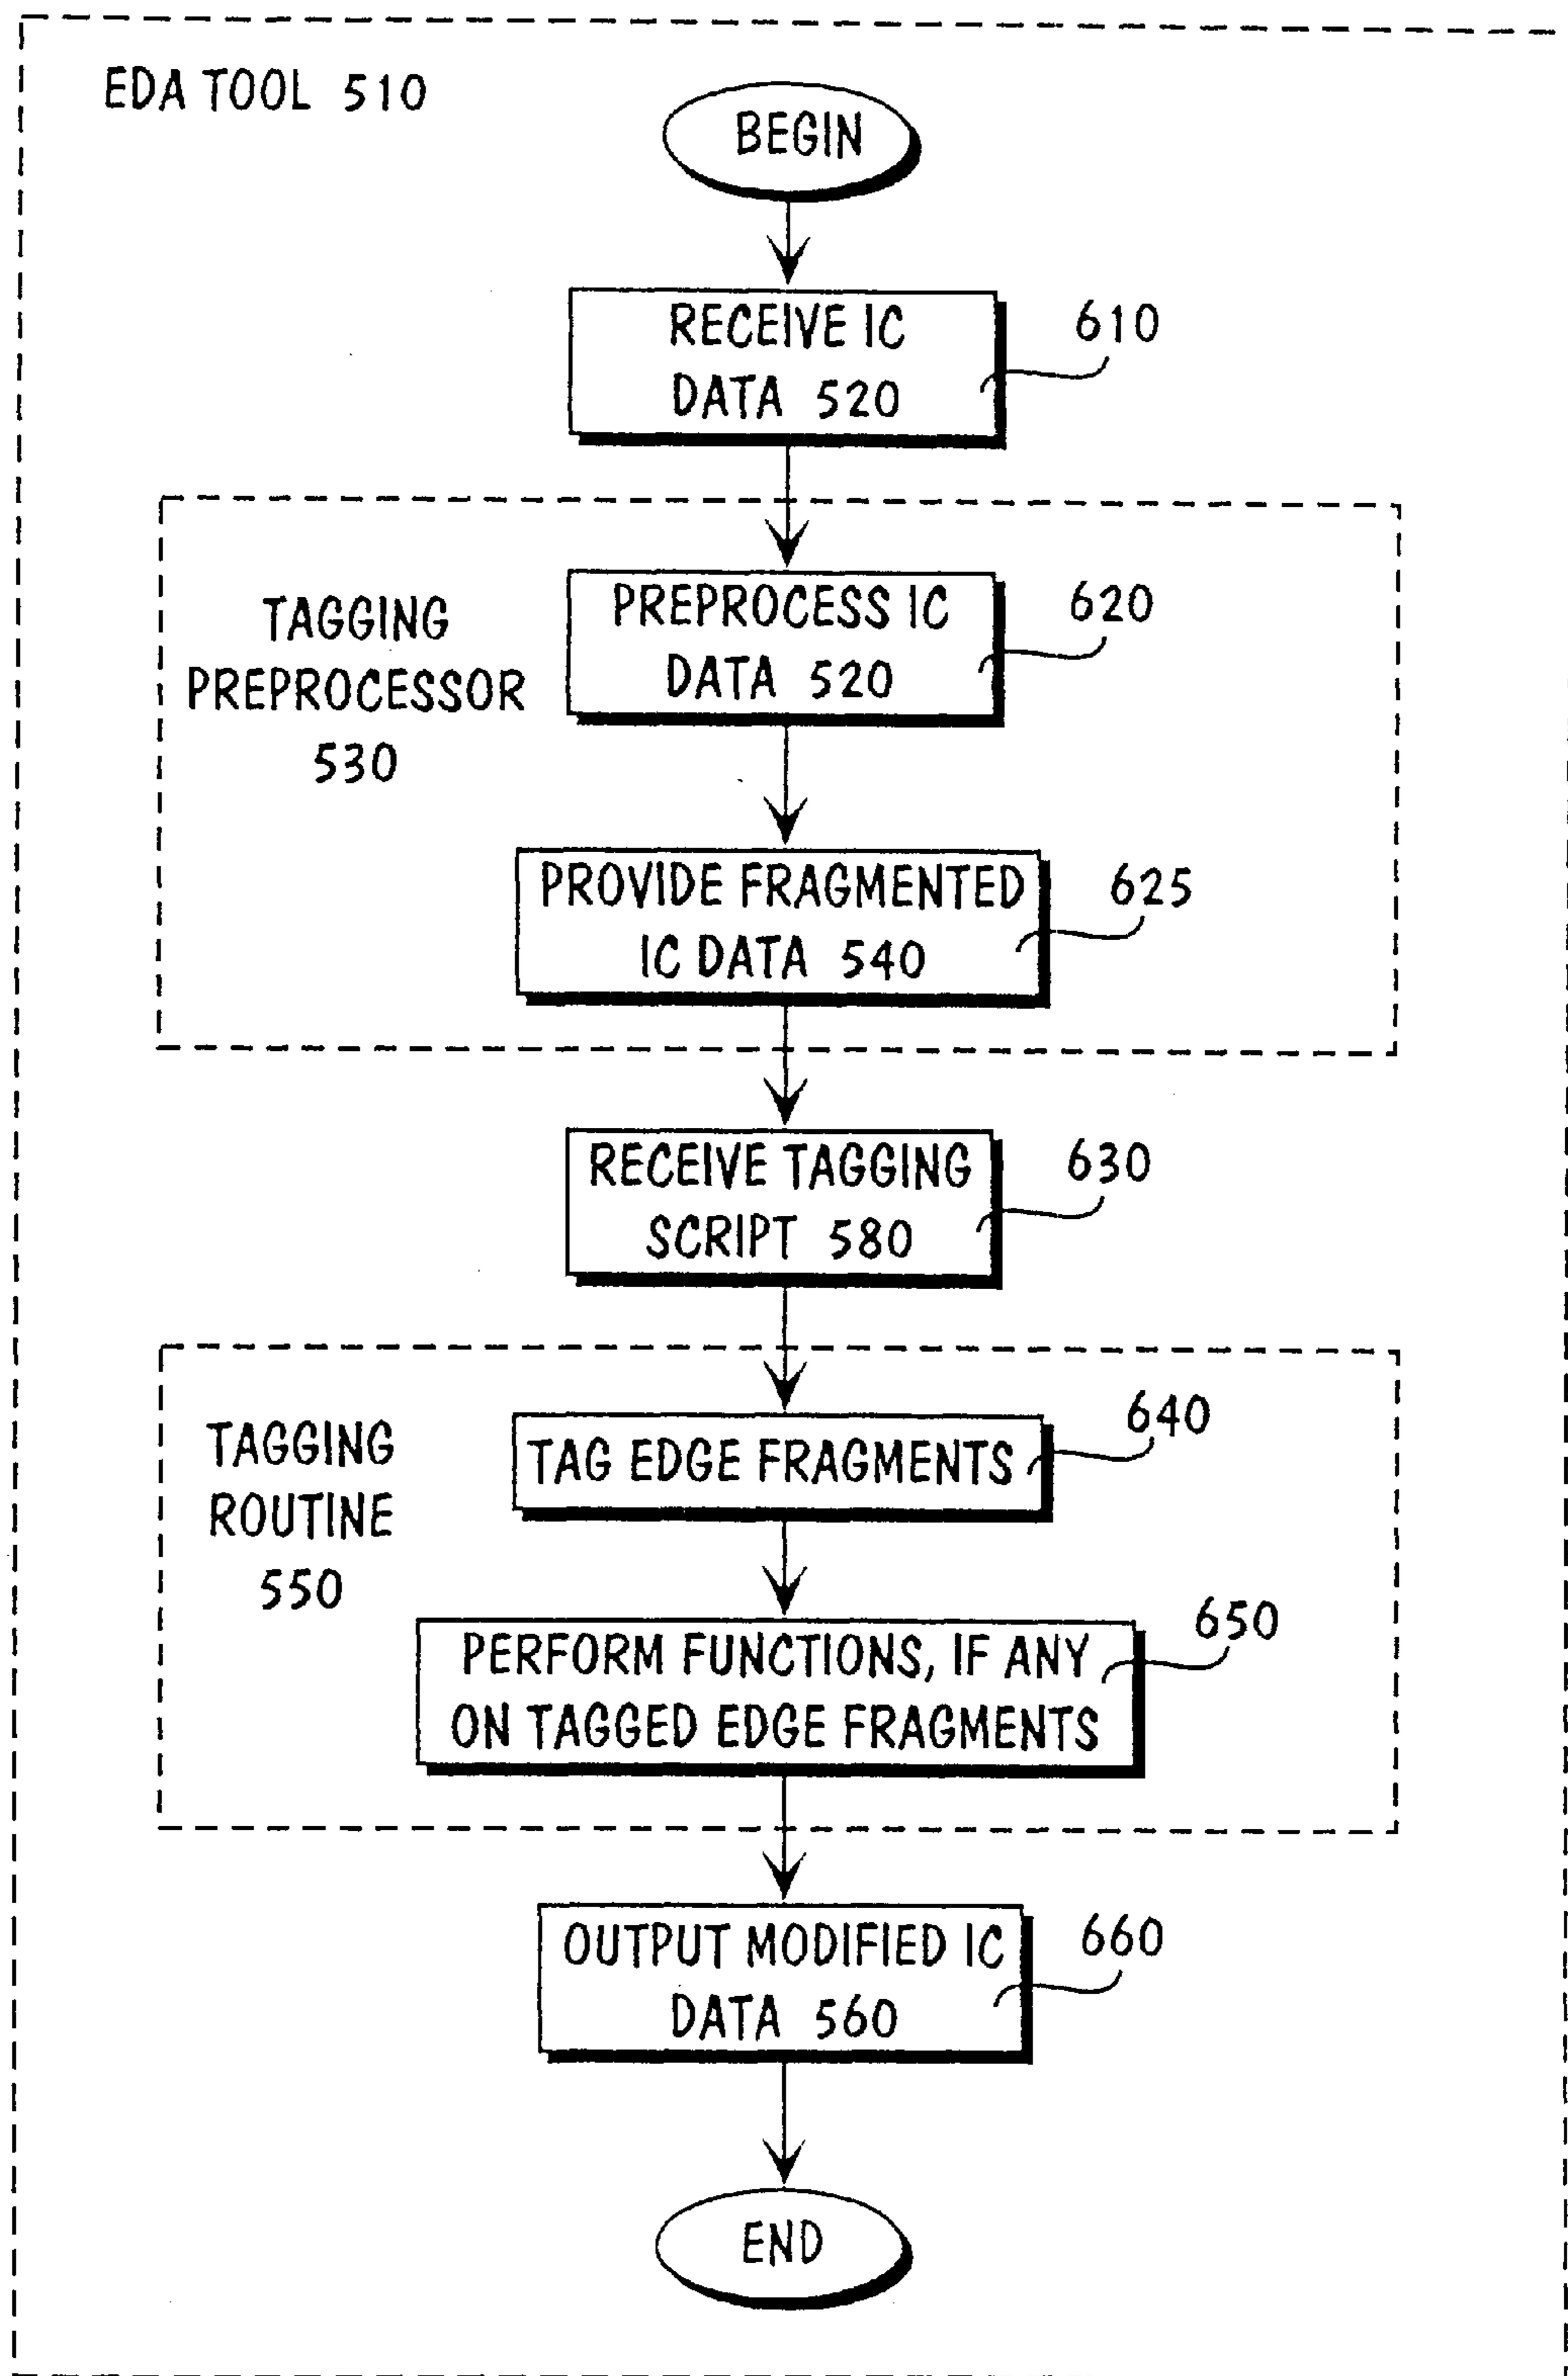 EDA TOOL 510
BEGIN
RECEIVE IC
DATA 520
610
TAGGING
PREPROCESSOR
530
PREPROCESS IC
DATA 520
620
PROVIDE FRAGMENTED
IC DATA 540
625
RECEIVE TAGGING
SCRIPT 580
630
TAGGING
ROUTINE
550
TAG EDGE FRAGMENTS
640
PERFORM FUNCTIONS, IF ANY
ON TAGGED EDGE FRAGMENTS
650
OUTPUT MODIFIED IC
DATA 560
660
END